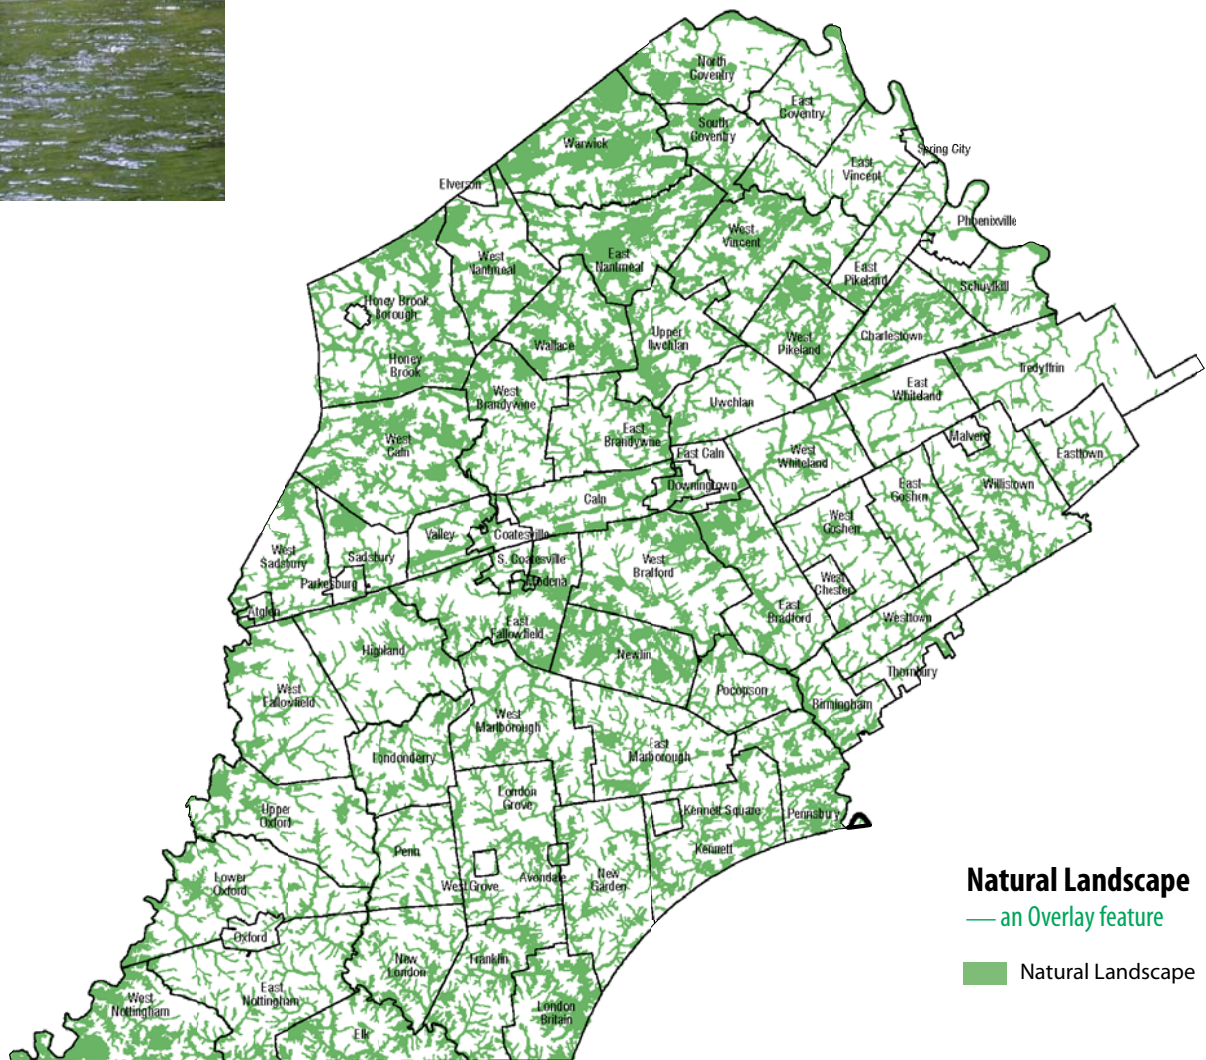 North
Coventry
East
Coventry
South
Coventry
Warwick
Spring City
East
Vincent
Elverson
Phoenixville
West
Vincent
West
Nantmeal
East
Nantmeal
East
Pikeland
Schuylkill
Honey Brook
Borough
Upper
Uwchlan
West
Pikeland
Charlestown
Wallace
Honey
Brook
Tredyffrin
East
Whiteland
West
Brandywine
Uwchlan
East
Brandywine
West
Caln
Malvern
East Caln
West
Whiteland
Easttown
Downingtown
East
Goshen
Willistown
Caln
West
Goshen
Valley
Coatesville
West
Sadsbury
Sadsbury
S. Coatesville
West
Bradford
Parkesburg
Modena
West
Chester
Atglen
East
Bradford
Westtown
East
Fallowfield
Highland
Newlin
Thornbury
West
Fallowfield
Pocopson
Birmingham
West
Marlborough
Londonderry
East
Marborough
London
Grove
Upper
Oxford
Kennett Square
Pennsbury
Penn
Kennett
Lower
Oxford
West Grove
Avondale
New
Garden
Natural Landscape
— an Overlay feature
Oxford
New
London
Franklin
Natural Landscape
West
Nottingham
East
Nottingham
London
Britain
Elk